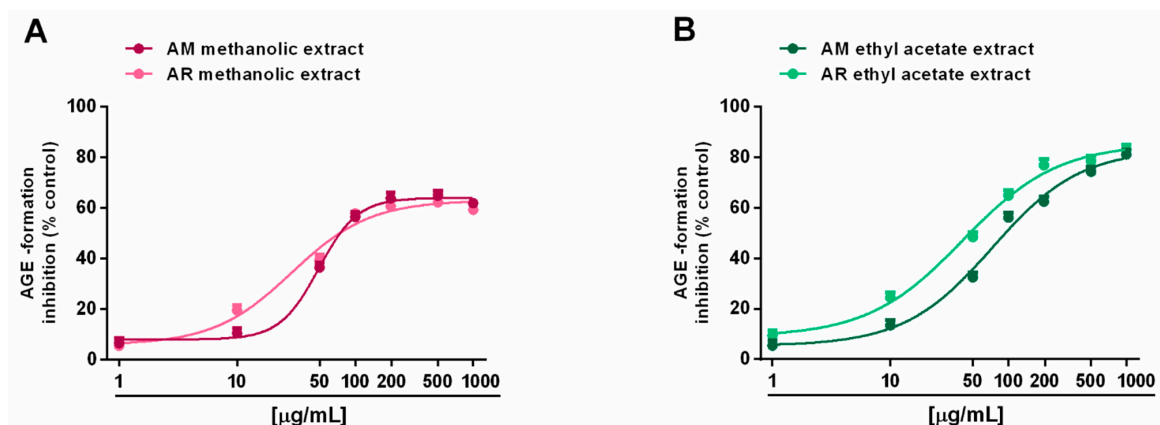 A
AM methanolic extract
AR methanolic extract
AGE -formation
inhibition (% control)
100
80
60
40
20
0
1 10 50 100 200 500 1000
[µg/mL]
B
AM ethyl acetate extract
AR ethyl acetate extract
AGE -formation
inhibition (% control)
100
80
60
40
20
0
1 10 50 100 200 500 1000
[µg/mL]